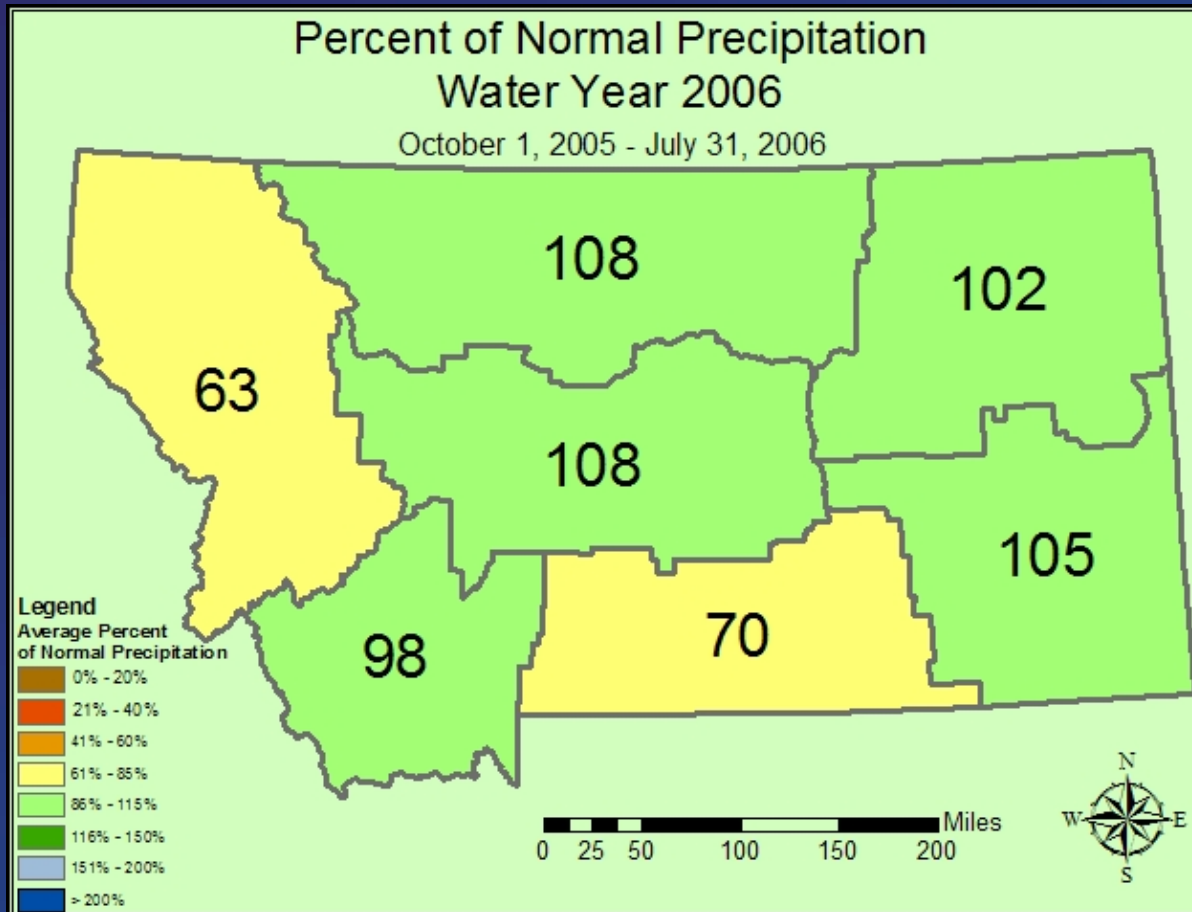 Percent of Normal Precipitation
Water Year 2006
October 1, 2005 - July 31, 2006
108
102
63
108
105
70
98
Legend
Average Percent
of Normal Precipitation
0% - 20%
21% - 40%
41% - 60%
61% - 85%
86% - 115%
116% - 150%
151% - 200%
> 200%
Miles
0 25 50 100 150 200
N
W E
S